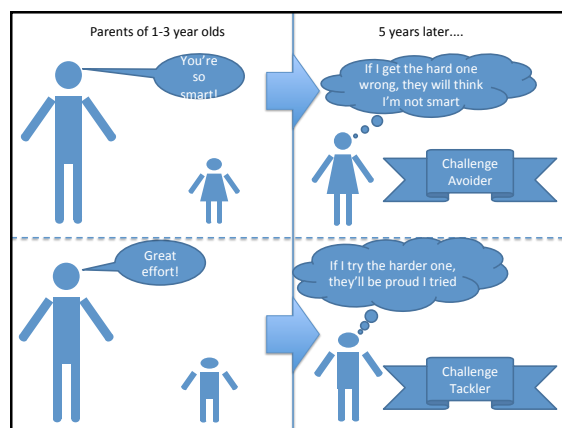 Parents of 1-3 year olds
5 years later....
You're
so
smart!
If I get the hard one
wrong, they will think
I'm not smart
Challenge
Avoider
Great
effort!
If I try the harder one,
they'll be proud I tried
Challenge
Tackler